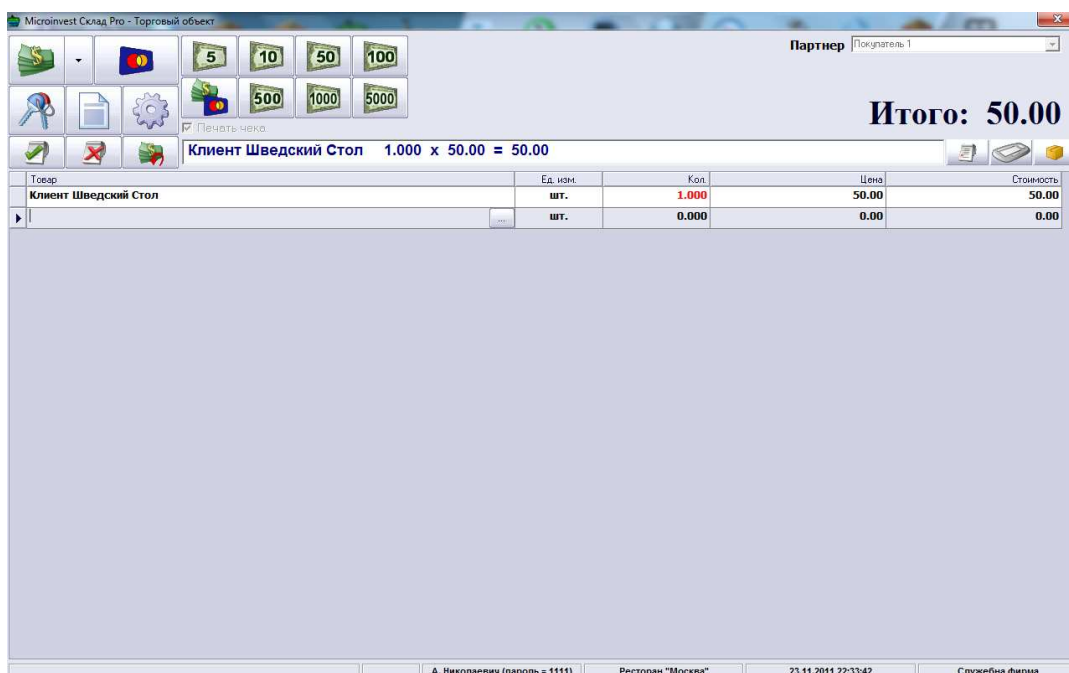 Microinvest Склад Pro - Торговый объект
5 10 50 100
Партнер Покупатель 1
500 1000 5000
Итого: 50.00
Печать чека
Клиент Шведский Стол 1.000 x 50.00 = 50.00
Товар Ед. изм. Кол. Цена Стоимость
Клиент Шведский Стол шт. 1.000 50.00 50.00
... шт. 0.000 0.00 0.00
А. Николаевич (пароль = 1111) Ресторан "Москва" 23.11.2011 22:33:42 Служебна фирма